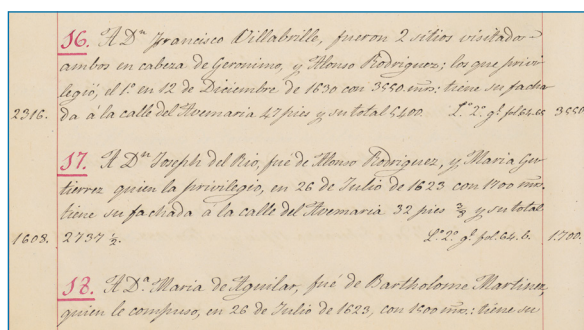 16. A Dn. Francisco Villabrille, fueron 2 sitios visitados
ambos en cabeza de Geronimo, y Alonso Rodriguez; los que privi-
legió, el 1º en 12 de Diciembre de 1630 con 3550 mrs: tiene su facha-
2316. da á la calle del Avemaria 47 pies y su total 5400. Lº 2º gl fol. 64. 3550
17. A Dn Joseph del Rio, fué de Alonso Rodriguez, y Maria Gu-
tierrez quien la privilegio, en 26 de Julio de 1623 con 1700 mrs.
tiene su fachada á la calle del Avemaria 32 pies ¾ y su total
1608. 2737 ½. Lº 2º gl fol. 64. b. 1.700.
18. A Dª Maria de Aguilar, fué de Bartholome Martinez,
quien le compuso, en 26 de Julio de 1623, con 1500 mrs: tiene su